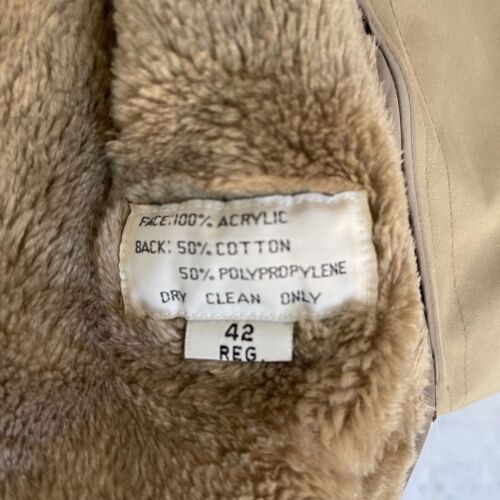 FACE:100% ACRYLIC
BACK: 50% COTTON
50% POLYPROPYLENE
DRY CLEAN ONLY
42
REG.